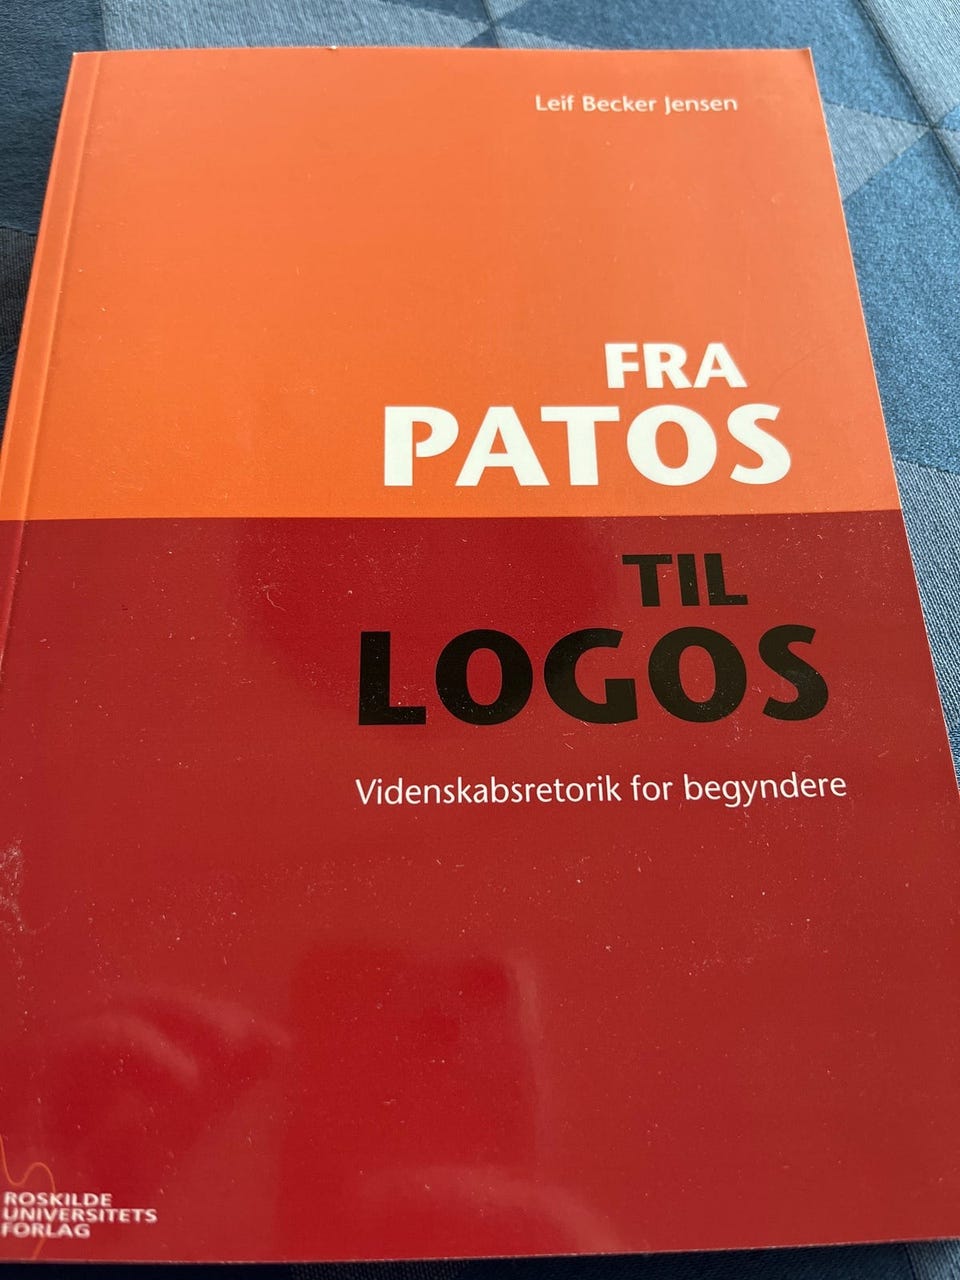 Leif Becker Jensen
FRA
PATOS
TIL
LOGOS
Videnskabsretorik for begyndere
ROSKILDE
UNIVERSITETS
FORLAG